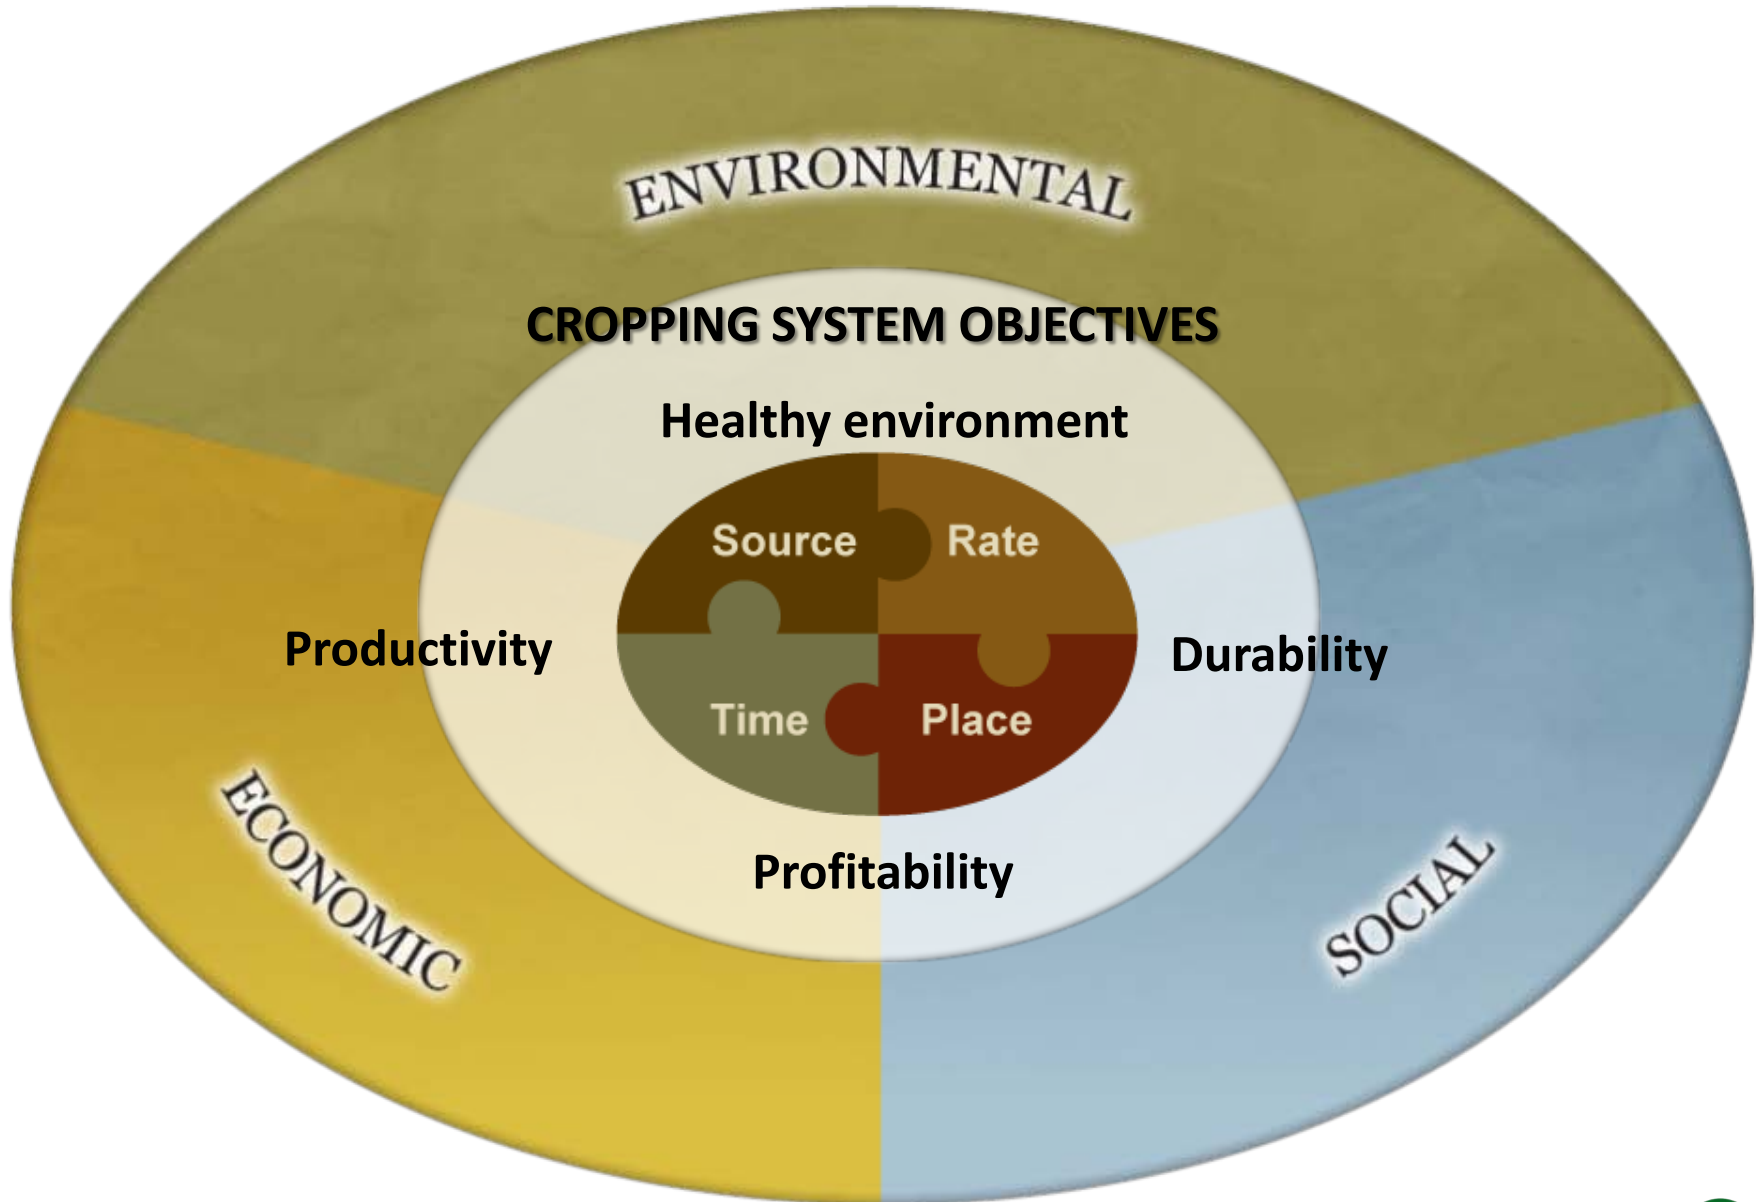 ENVIRONMENTAL
CROPPING SYSTEM OBJECTIVES
Healthy environment
Source
Rate
Productivity
Durability
Time
Place
Profitability
ECONOMIC
SOCIAL